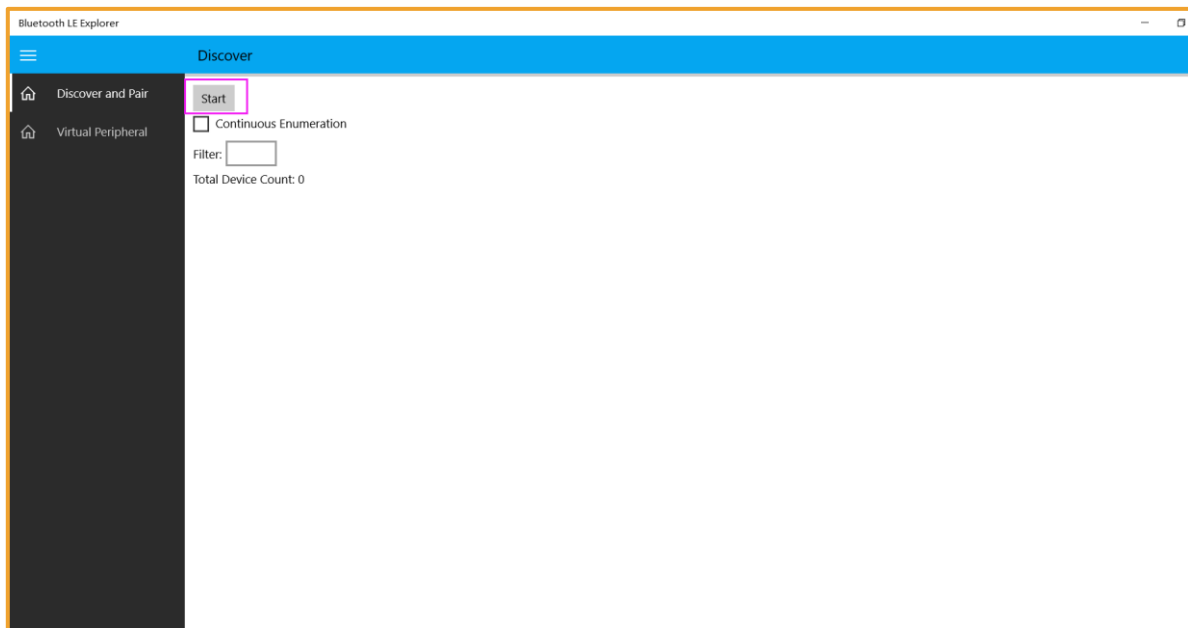 Bluetooth LE Explorer
Discover
Discover and Pair
Virtual Peripheral
Start
Continuous Enumeration
Filter:
Total Device Count: 0